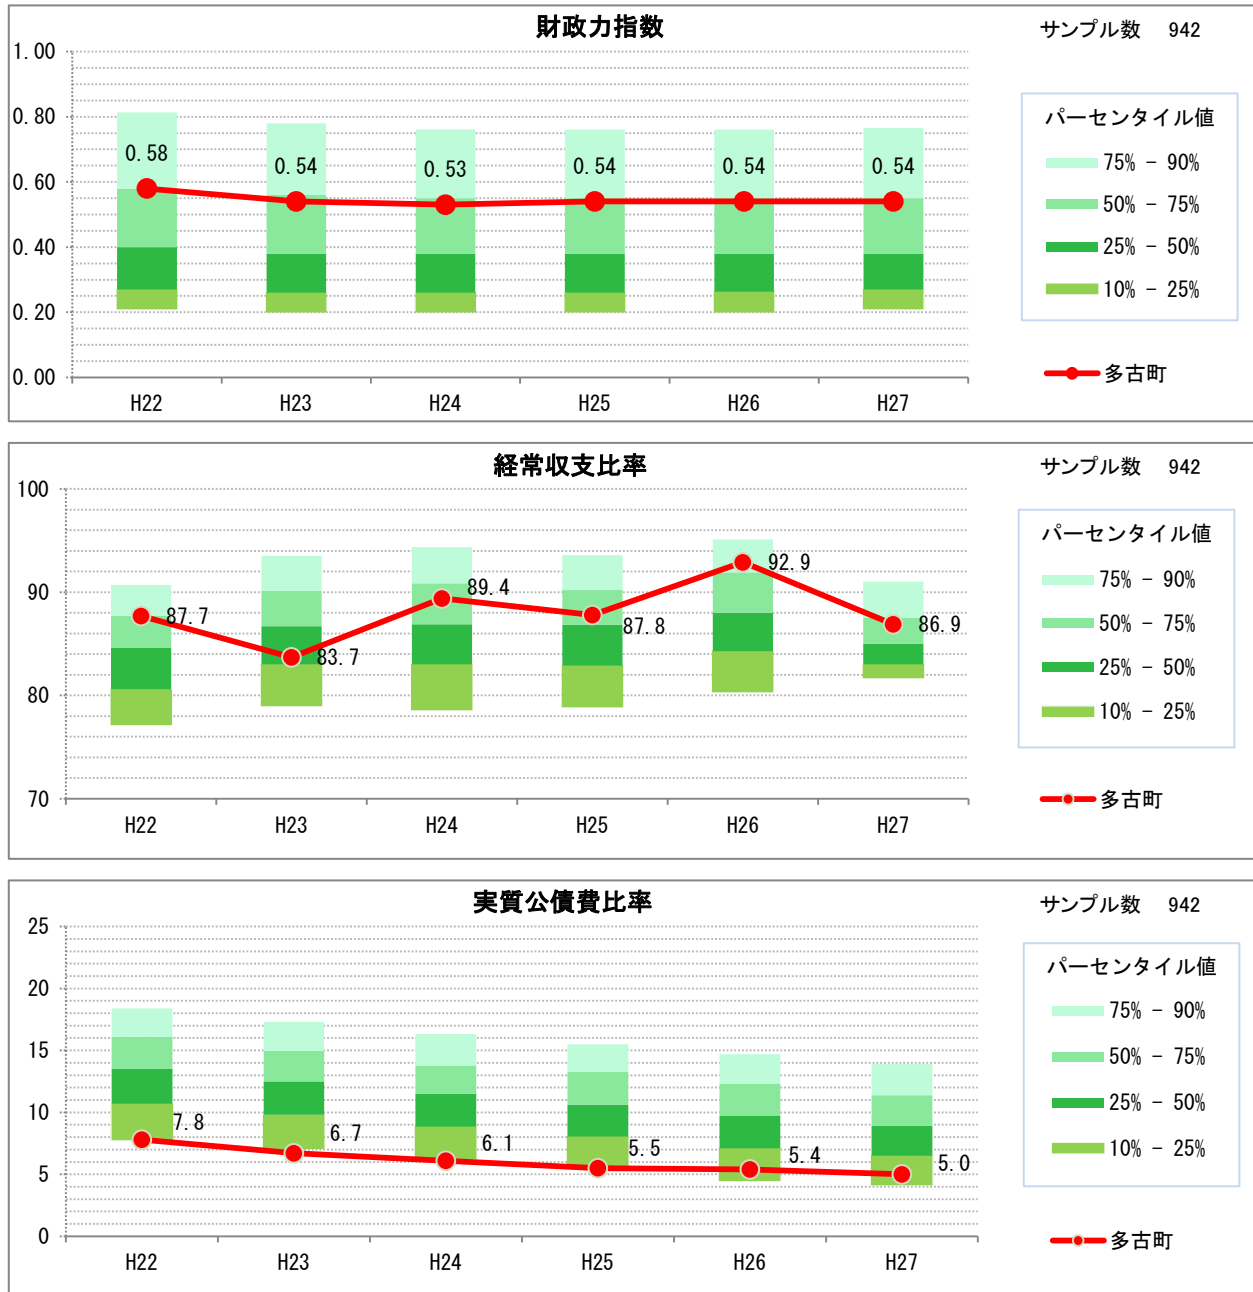 財政力指数
サンプル数 942
1.00
0.80
0.60
0.40
0.20
0.00
0.58
0.54
0.53
0.54
0.54
0.54
H22 H23 H24 H25 H26 H27
パーセンタイル値
75% - 90%
50% - 75%
25% - 50%
10% - 25%
多古町
経常収支比率
サンプル数 942
100
90
80
70
87.7
83.7
89.4
87.8
92.9
86.9
H22 H23 H24 H25 H26 H27
パーセンタイル値
75% - 90%
50% - 75%
25% - 50%
10% - 25%
多古町
実質公債費比率
サンプル数 942
25
20
15
10
5
0
7.8
6.7
6.1
5.5
5.4
5.0
H22 H23 H24 H25 H26 H27
パーセンタイル値
75% - 90%
50% - 75%
25% - 50%
10% - 25%
多古町